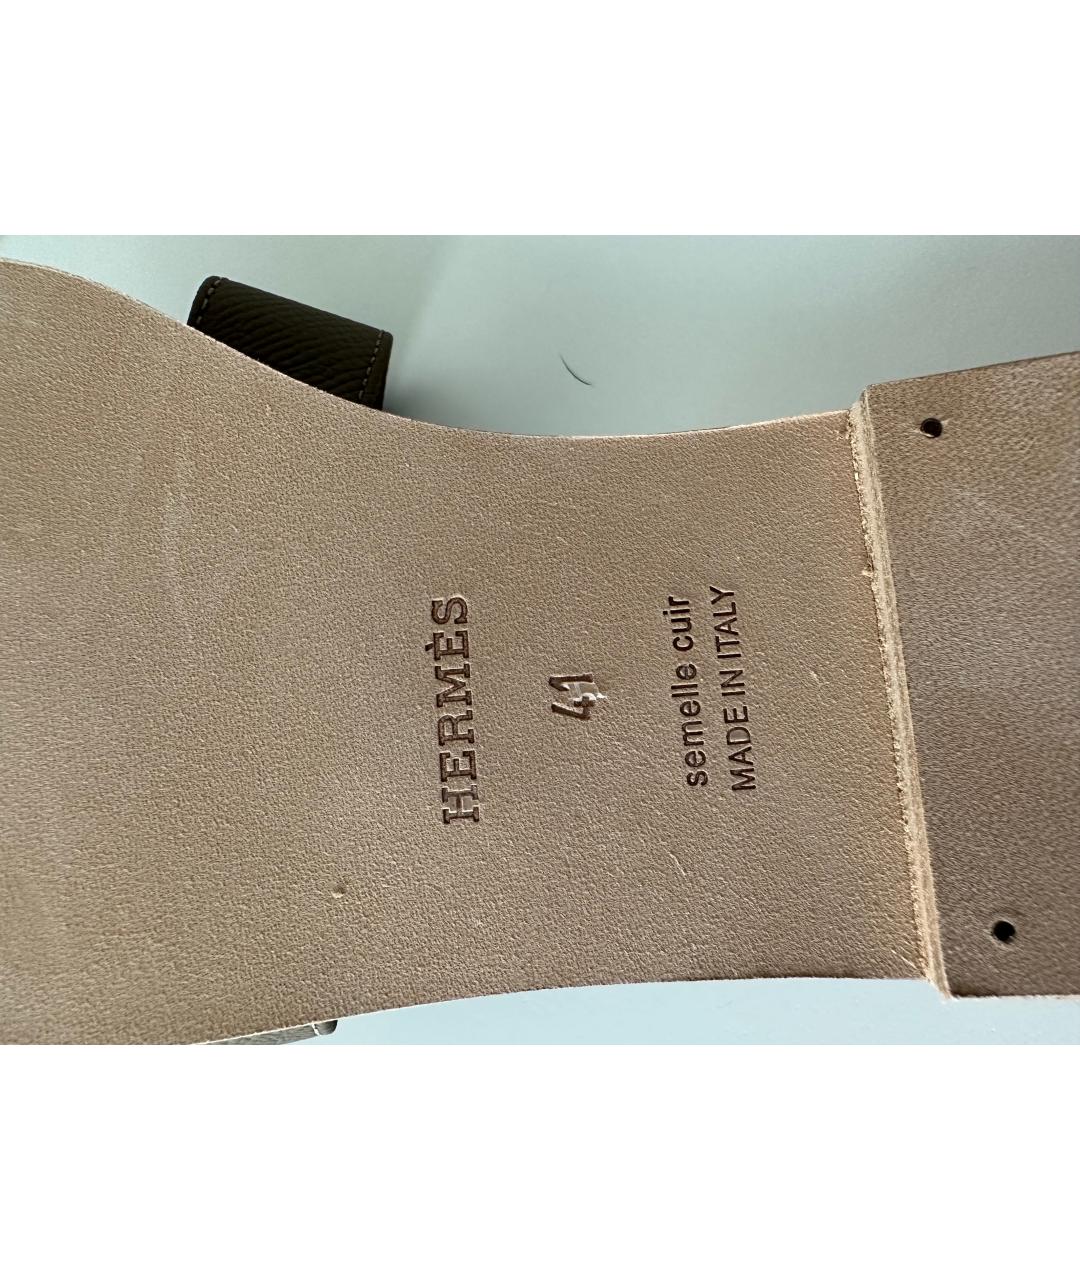 HERMÈS
41
semelle cuir
MADE IN ITALY